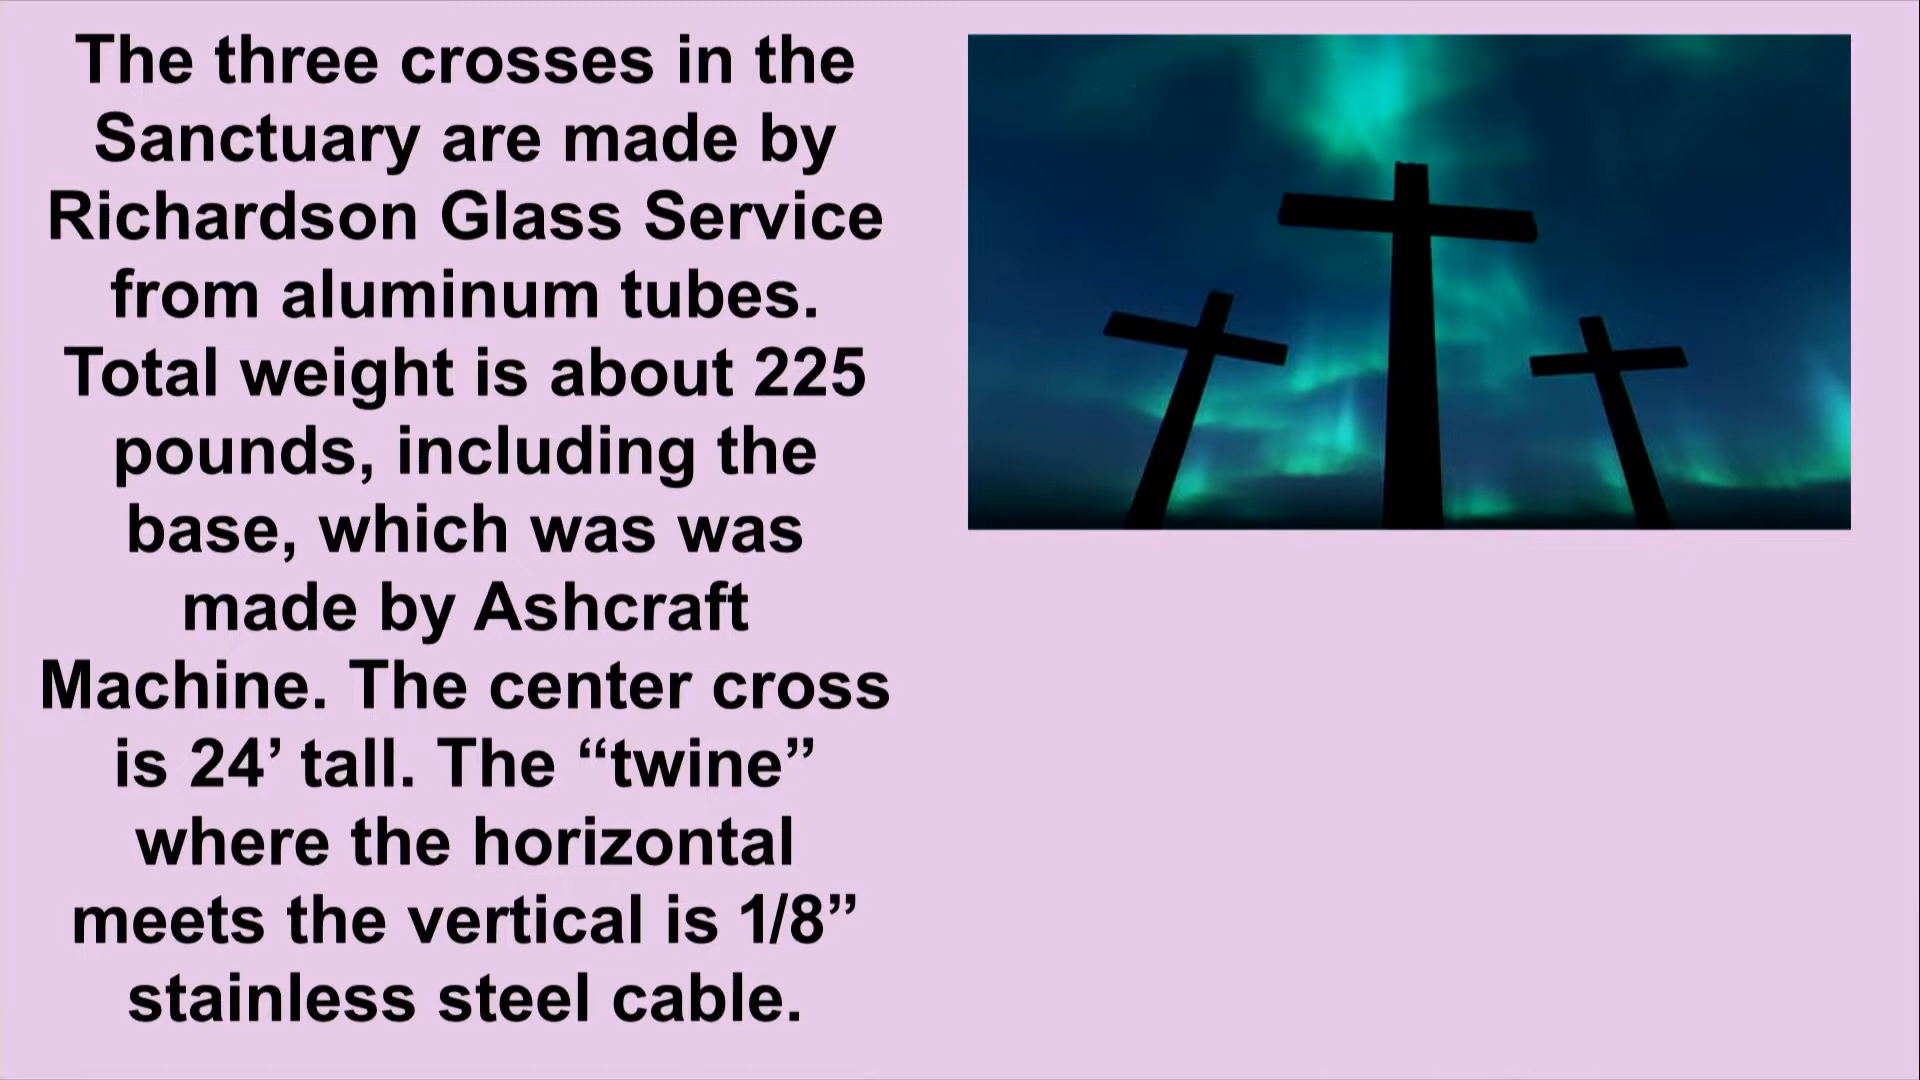 The three crosses in the
Sanctuary are made by
Richardson Glass Service
from aluminum tubes.
Total weight is about 225
pounds, including the
base, which was was
made by Ashcraft
Machine. The center cross
is 24’ tall. The “twine”
where the horizontal
meets the vertical is 1/8”
stainless steel cable.